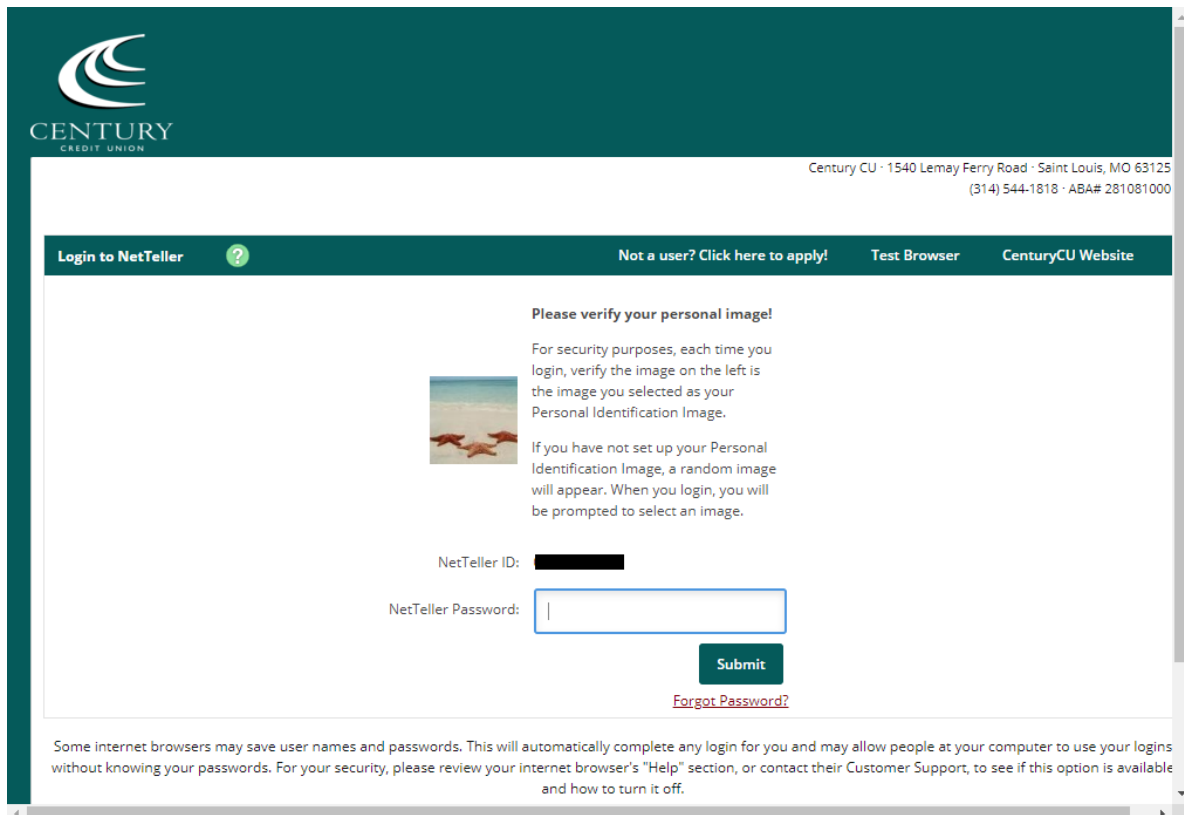 CENTURY
CREDIT UNION
Century CU · 1540 Lemay Ferry Road · Saint Louis, MO 63125
(314) 544-1818 · ABA# 281081000
Login to NetTeller ? Not a user? Click here to apply! Test Browser CenturyCU Website
Please verify your personal image!
For security purposes, each time you
login, verify the image on the left is
the image you selected as your
Personal Identification Image.
If you have not set up your Personal
Identification Image, a random image
will appear. When you login, you will
be prompted to select an image.
NetTeller ID:
NetTeller Password:
Submit
Forgot Password?
Some internet browsers may save user names and passwords. This will automatically complete any login for you and may allow people at your computer to use your logins
without knowing your passwords. For your security, please review your internet browser's "Help" section, or contact their Customer Support, to see if this option is available
and how to turn it off.